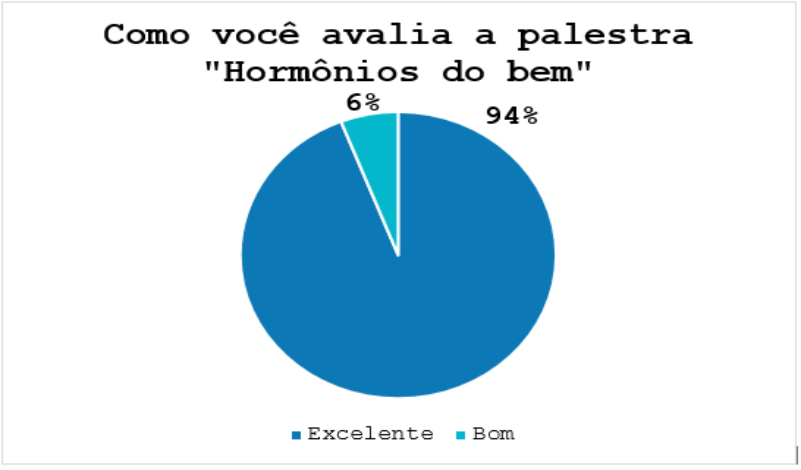 Como você avalia a palestra
"Hormônios do bem"
6%
94%
Excelente Bom